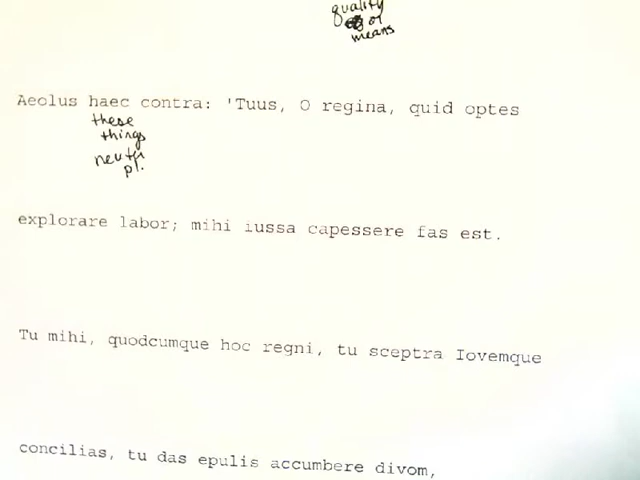 quality
or
means
Aeolus haec contra: 'Tuus, O regina, quid optes
these
things
neuter
pl.
explorare labor; mihi iussa capessere fas est.
Tu mihi, quodcumque hoc regni, tu sceptra Iovemque
concilias, tu das epulis accumbere divom,